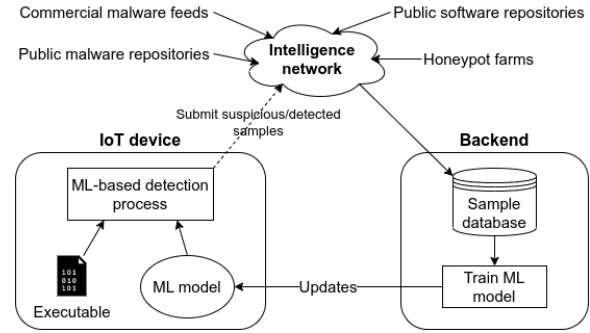 Commercial malware feeds
Public software repositories
Public malware repositories
Intelligence
network
Honeypot farms
Submit suspicious/detected
samples
IoT device
Backend
ML-based detection
process
Sample
database
101
010
101
Executable
ML model
Updates
Train ML
model